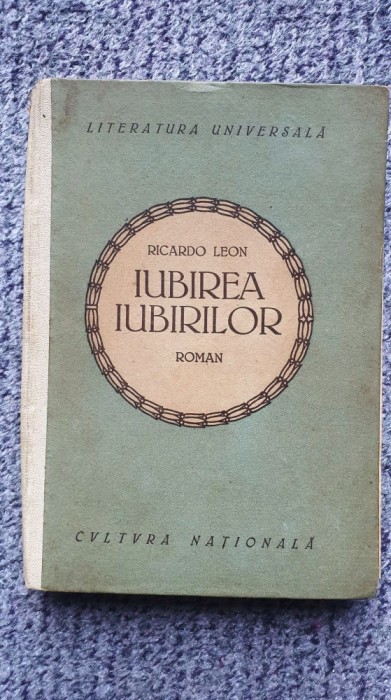 LITERATURA UNIVERSALĂ
RICARDO LEON
IUBIREA
IUBIRILOR
ROMAN
CVLTVRA NAȚIONALĂ